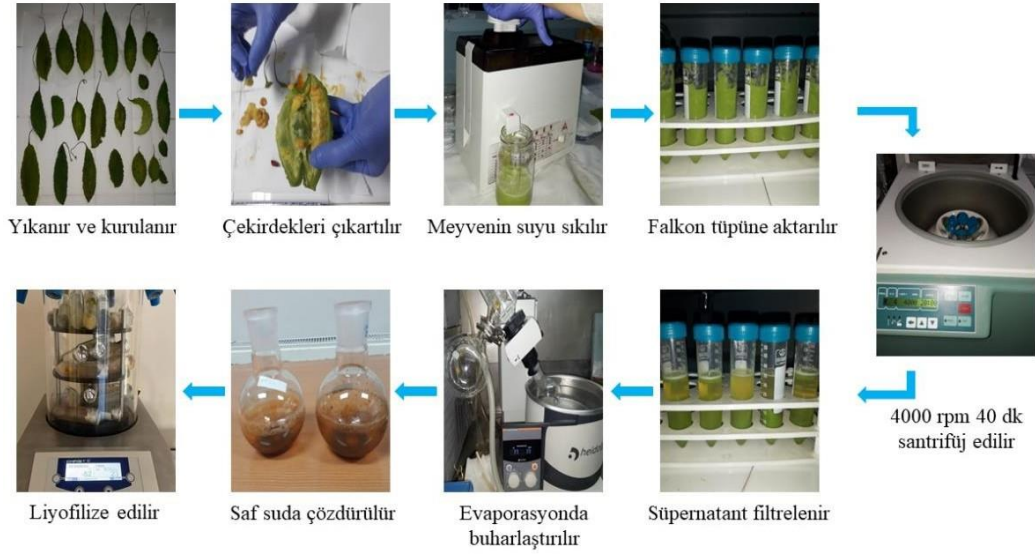 Yıkanır ve kurulanır
Çekirdekleri çıkartılır
Meyvenin suyu sıkılır
Falkon tüpüne aktarılır
4000 rpm 40 dk
santrifüj edilir
Süpernatant filtrelenir
Evaporasyonda
buharlaştırılır
Saf suda çözdürülür
Liyofilize edilir